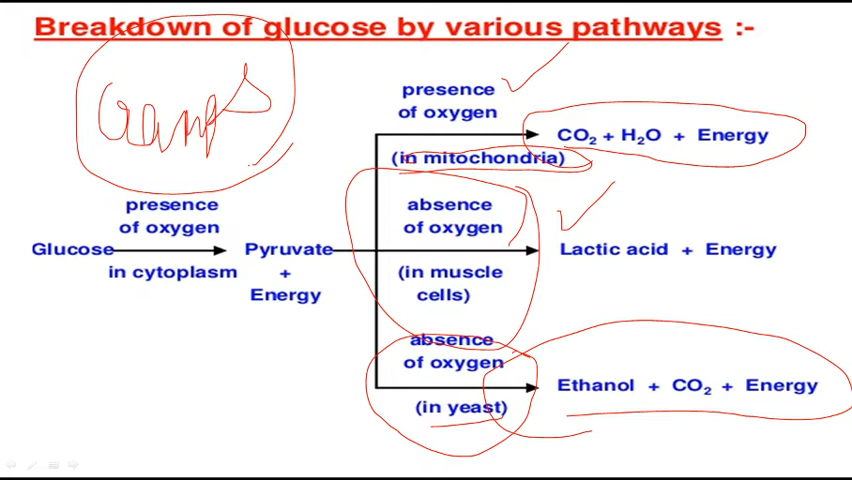 Breakdown of glucose by various pathways :-
Cramps
presence
of oxygen
CO₂ + H₂O + Energy
(in mitochondria)
presence
of oxygen
Glucose
in cytoplasm
Pyruvate
+
Energy
absence
of oxygen
(in muscle
cells)
Lactic acid + Energy
absence
of oxygen
(in yeast)
Ethanol + CO₂ + Energy